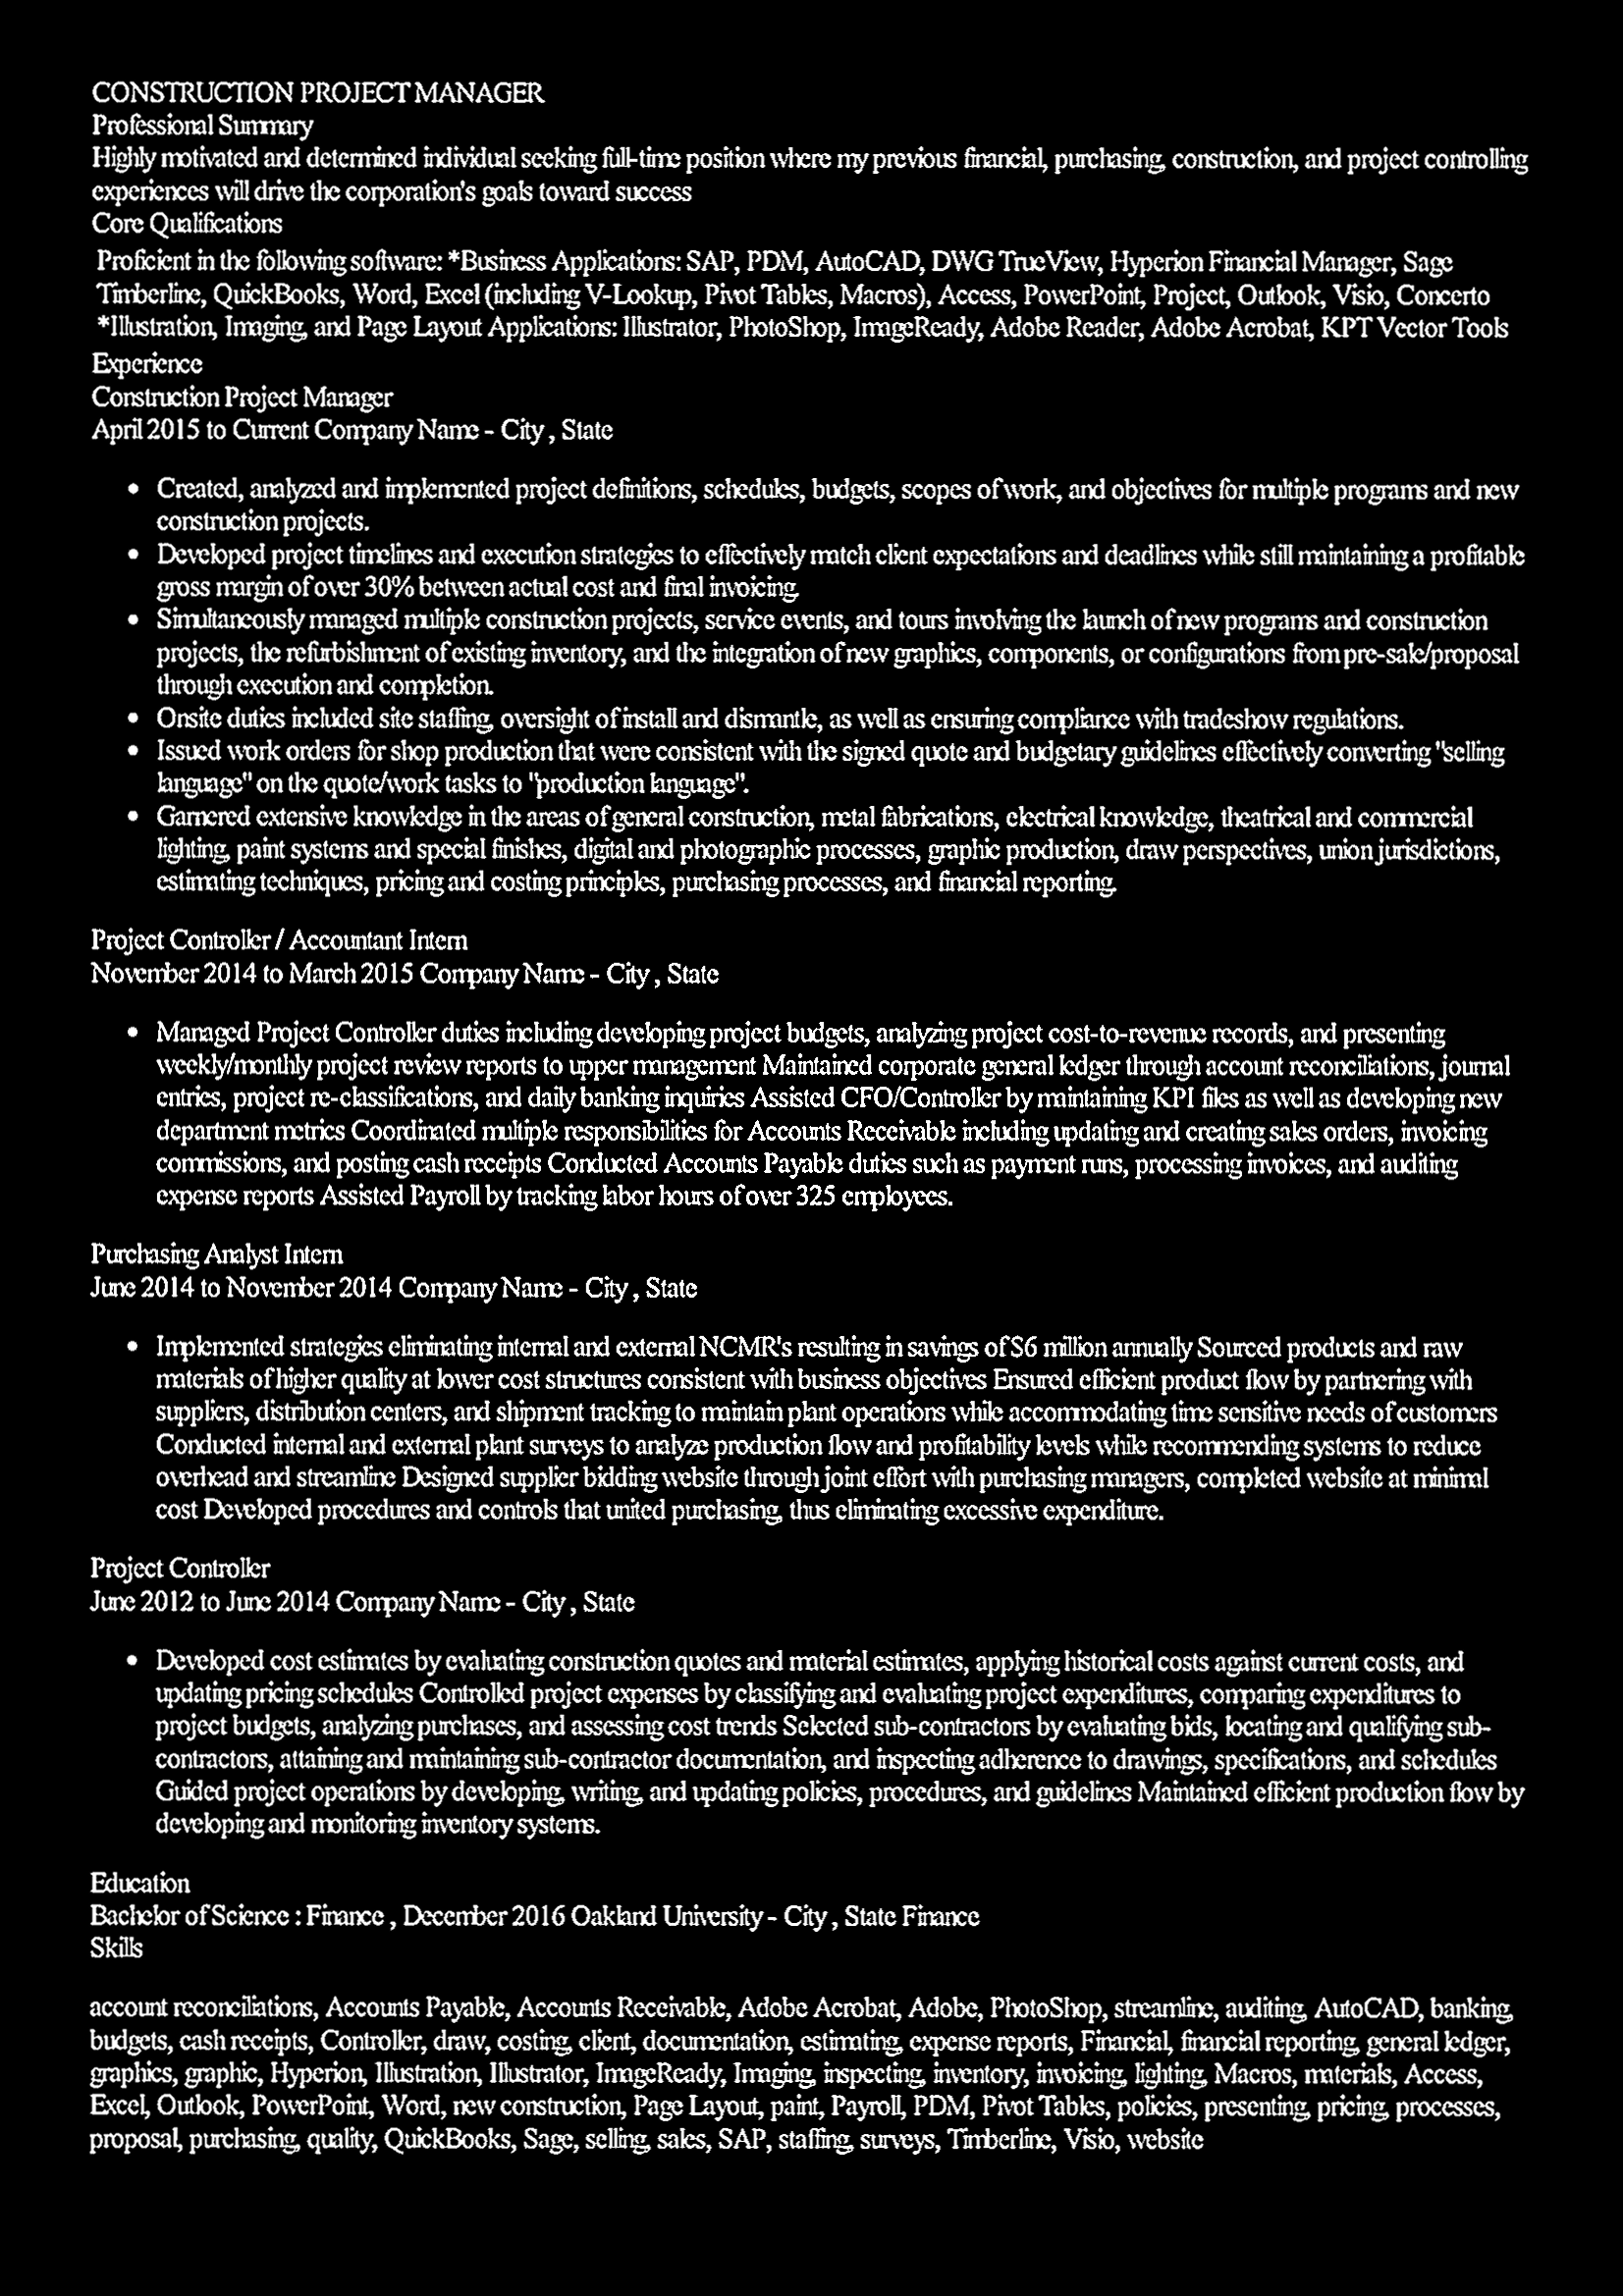 CONSTRUCTION PROJECT MANAGER
Professional Summary
Highly motivated and determined individual seeking full-time position where my previous financial, purchasing, construction, and project controlling
experiences will drive the corporation's goals toward success
Core Qualifications
Proficient in the following software: *Business Applications: SAP, PDM, AutoCAD, DWG TrueView, Hyperion Financial Manager, Sage
Timberline, QuickBooks, Word, Excel (including V-Lookup, Pivot Tables, Macros), Access, PowerPoint, Project, Outlook, Visio, Concerto
*Illustration, Imaging, and Page Layout Applications: Illustrator, PhotoShop, ImageReady, Adobe Reader, Adobe Acrobat, KPT Vector Tools
Experience
Construction Project Manager
April 2015 to Current Company Name - City , State
• Created, analyzed and implemented project definitions, schedules, budgets, scopes of work, and objectives for multiple programs and new
construction projects.
• Developed project timelines and execution strategies to effectively match client expectations and deadlines while still maintaining a profitable
gross margin of over 30% between actual cost and final invoicing.
• Simultaneously managed multiple construction projects, service events, and tours involving the launch of new programs and construction
projects, the refurbishment of existing inventory, and the integration of new graphics, components, or configurations from pre-sale/proposal
through execution and completion.
• Onsite duties included site staffing, oversight of install and dismantle, as well as ensuring compliance with tradeshow regulations.
• Issued work orders for shop production that were consistent with the signed quote and budgetary guidelines effectively converting "selling
language" on the quote/work tasks to "production language".
• Garnered extensive knowledge in the areas of general construction, metal fabrications, electrical knowledge, theatrical and commercial
lighting, paint systems and special finishes, digital and photographic processes, graphic production, draw perspectives, union jurisdictions,
estimating techniques, pricing and costing principles, purchasing processes, and financial reporting.
Project Controller / Accountant Intern
November 2014 to March 2015 Company Name - City , State
• Managed Project Controller duties including developing project budgets, analyzing project cost-to-revenue records, and presenting
weekly/monthly project review reports to upper management Maintained corporate general ledger through account reconciliations, journal
entries, project re-classifications, and daily banking inquiries Assisted CFO/Controller by maintaining KPI files as well as developing new
department metrics Coordinated multiple responsibilities for Accounts Receivable including updating and creating sales orders, invoicing
commissions, and posting cash receipts Conducted Accounts Payable duties such as payment runs, processing invoices, and auditing
expense reports Assisted Payroll by tracking labor hours of over 325 employees.
Purchasing Analyst Intern
June 2014 to November 2014 Company Name - City , State
• Implemented strategies eliminating internal and external NCMR's resulting in savings of $6 million annually Sourced products and raw
materials of higher quality at lower cost structures consistent with business objectives Ensured efficient product flow by partnering with
suppliers, distribution centers, and shipment tracking to maintain plant operations while accommodating time sensitive needs of customers
Conducted internal and external plant surveys to analyze production flow and profitability levels while recommending systems to reduce
overhead and streamline Designed supplier bidding website through joint effort with purchasing managers, completed website at minimal
cost Developed procedures and controls that united purchasing, thus eliminating excessive expenditure.
Project Controller
June 2012 to June 2014 Company Name - City , State
• Developed cost estimates by evaluating construction quotes and material estimates, applying historical costs against current costs, and
updating pricing schedules Controlled project expenses by classifying and evaluating project expenditures, comparing expenditures to
project budgets, analyzing purchases, and assessing cost trends Selected sub-contractors by evaluating bids, locating and qualifying sub-
contractors, attaining and maintaining sub-contractor documentation, and inspecting adherence to drawings, specifications, and schedules
Guided project operations by developing, writing, and updating policies, procedures, and guidelines Maintained efficient production flow by
developing and monitoring inventory systems.
Education
Bachelor of Science : Finance , December 2016 Oakland University - City , State Finance
Skills
account reconciliations, Accounts Payable, Accounts Receivable, Adobe Acrobat, Adobe, PhotoShop, streamline, auditing, AutoCAD, banking,
budgets, cash receipts, Controller, draw, costing, client, documentation, estimating, expense reports, Financial, financial reporting, general ledger,
graphics, graphic, Hyperion, Illustration, Illustrator, ImageReady, Imaging, inspecting, inventory, invoicing, lighting, Macros, materials, Access,
Excel, Outlook, PowerPoint, Word, new construction, Page Layout, paint, Payroll, PDM, Pivot Tables, policies, presenting, pricing, processes,
proposal, purchasing, quality, QuickBooks, Sage, selling, sales, SAP, staffing, surveys, Timberline, Visio, website